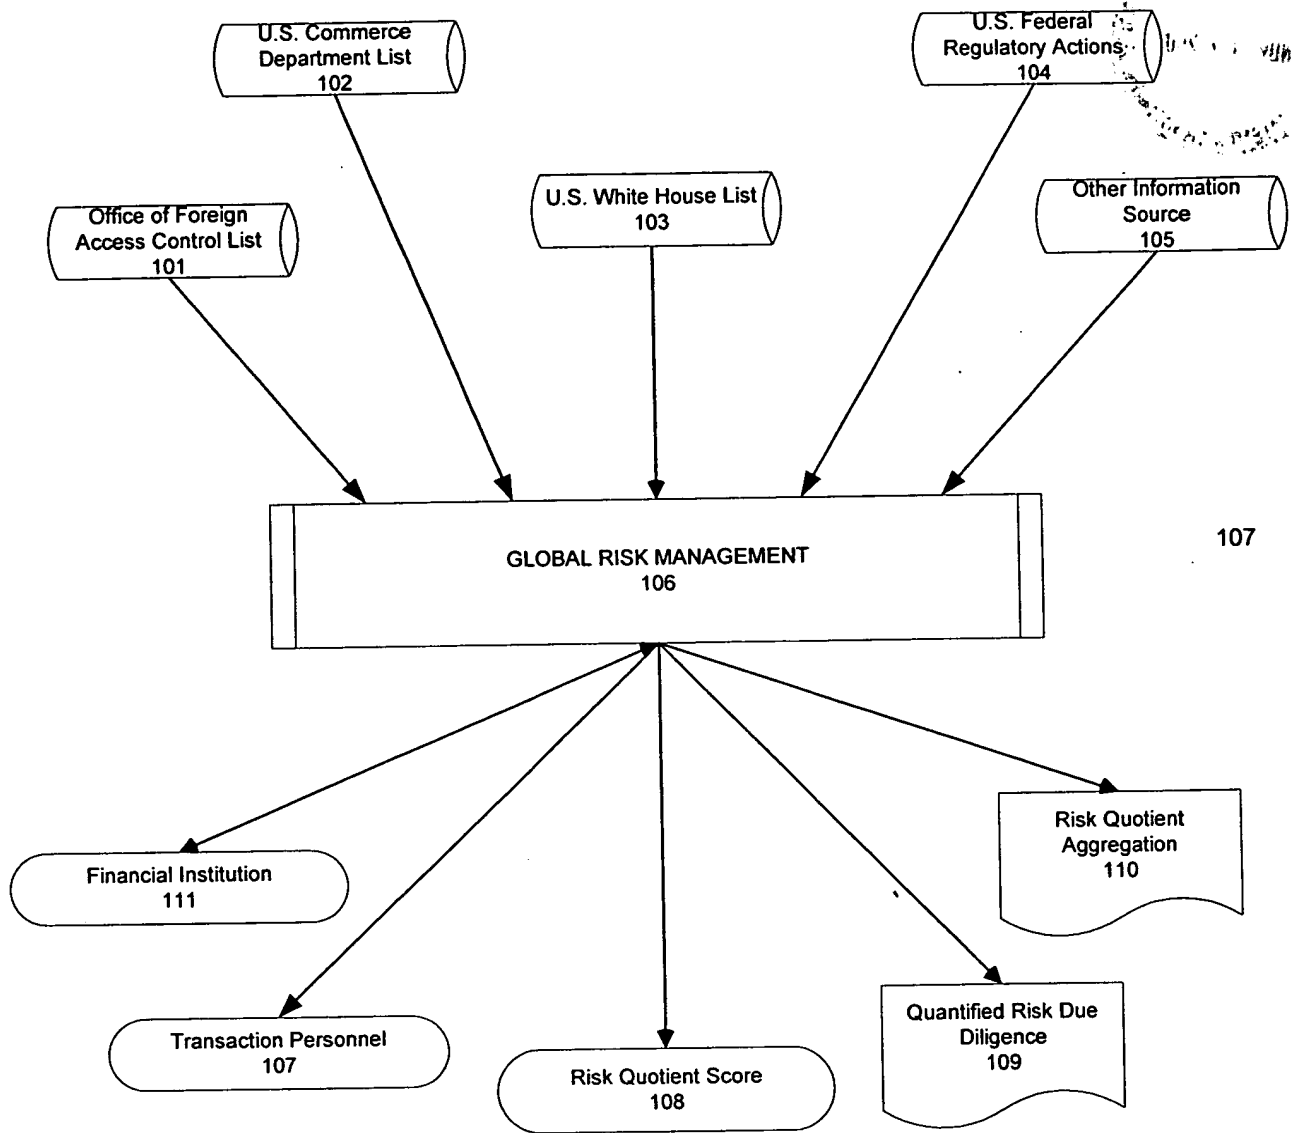 U.S. Commerce
Department List
102
U.S. Federal
Regulatory Actions
104
Office of Foreign
Access Control List
101
U.S. White House List
103
Other Information
Source
105
GLOBAL RISK MANAGEMENT
106
107
Financial Institution
111
Risk Quotient
Aggregation
110
Transaction Personnel
107
Risk Quotient Score
108
Quantified Risk Due
Diligence
109